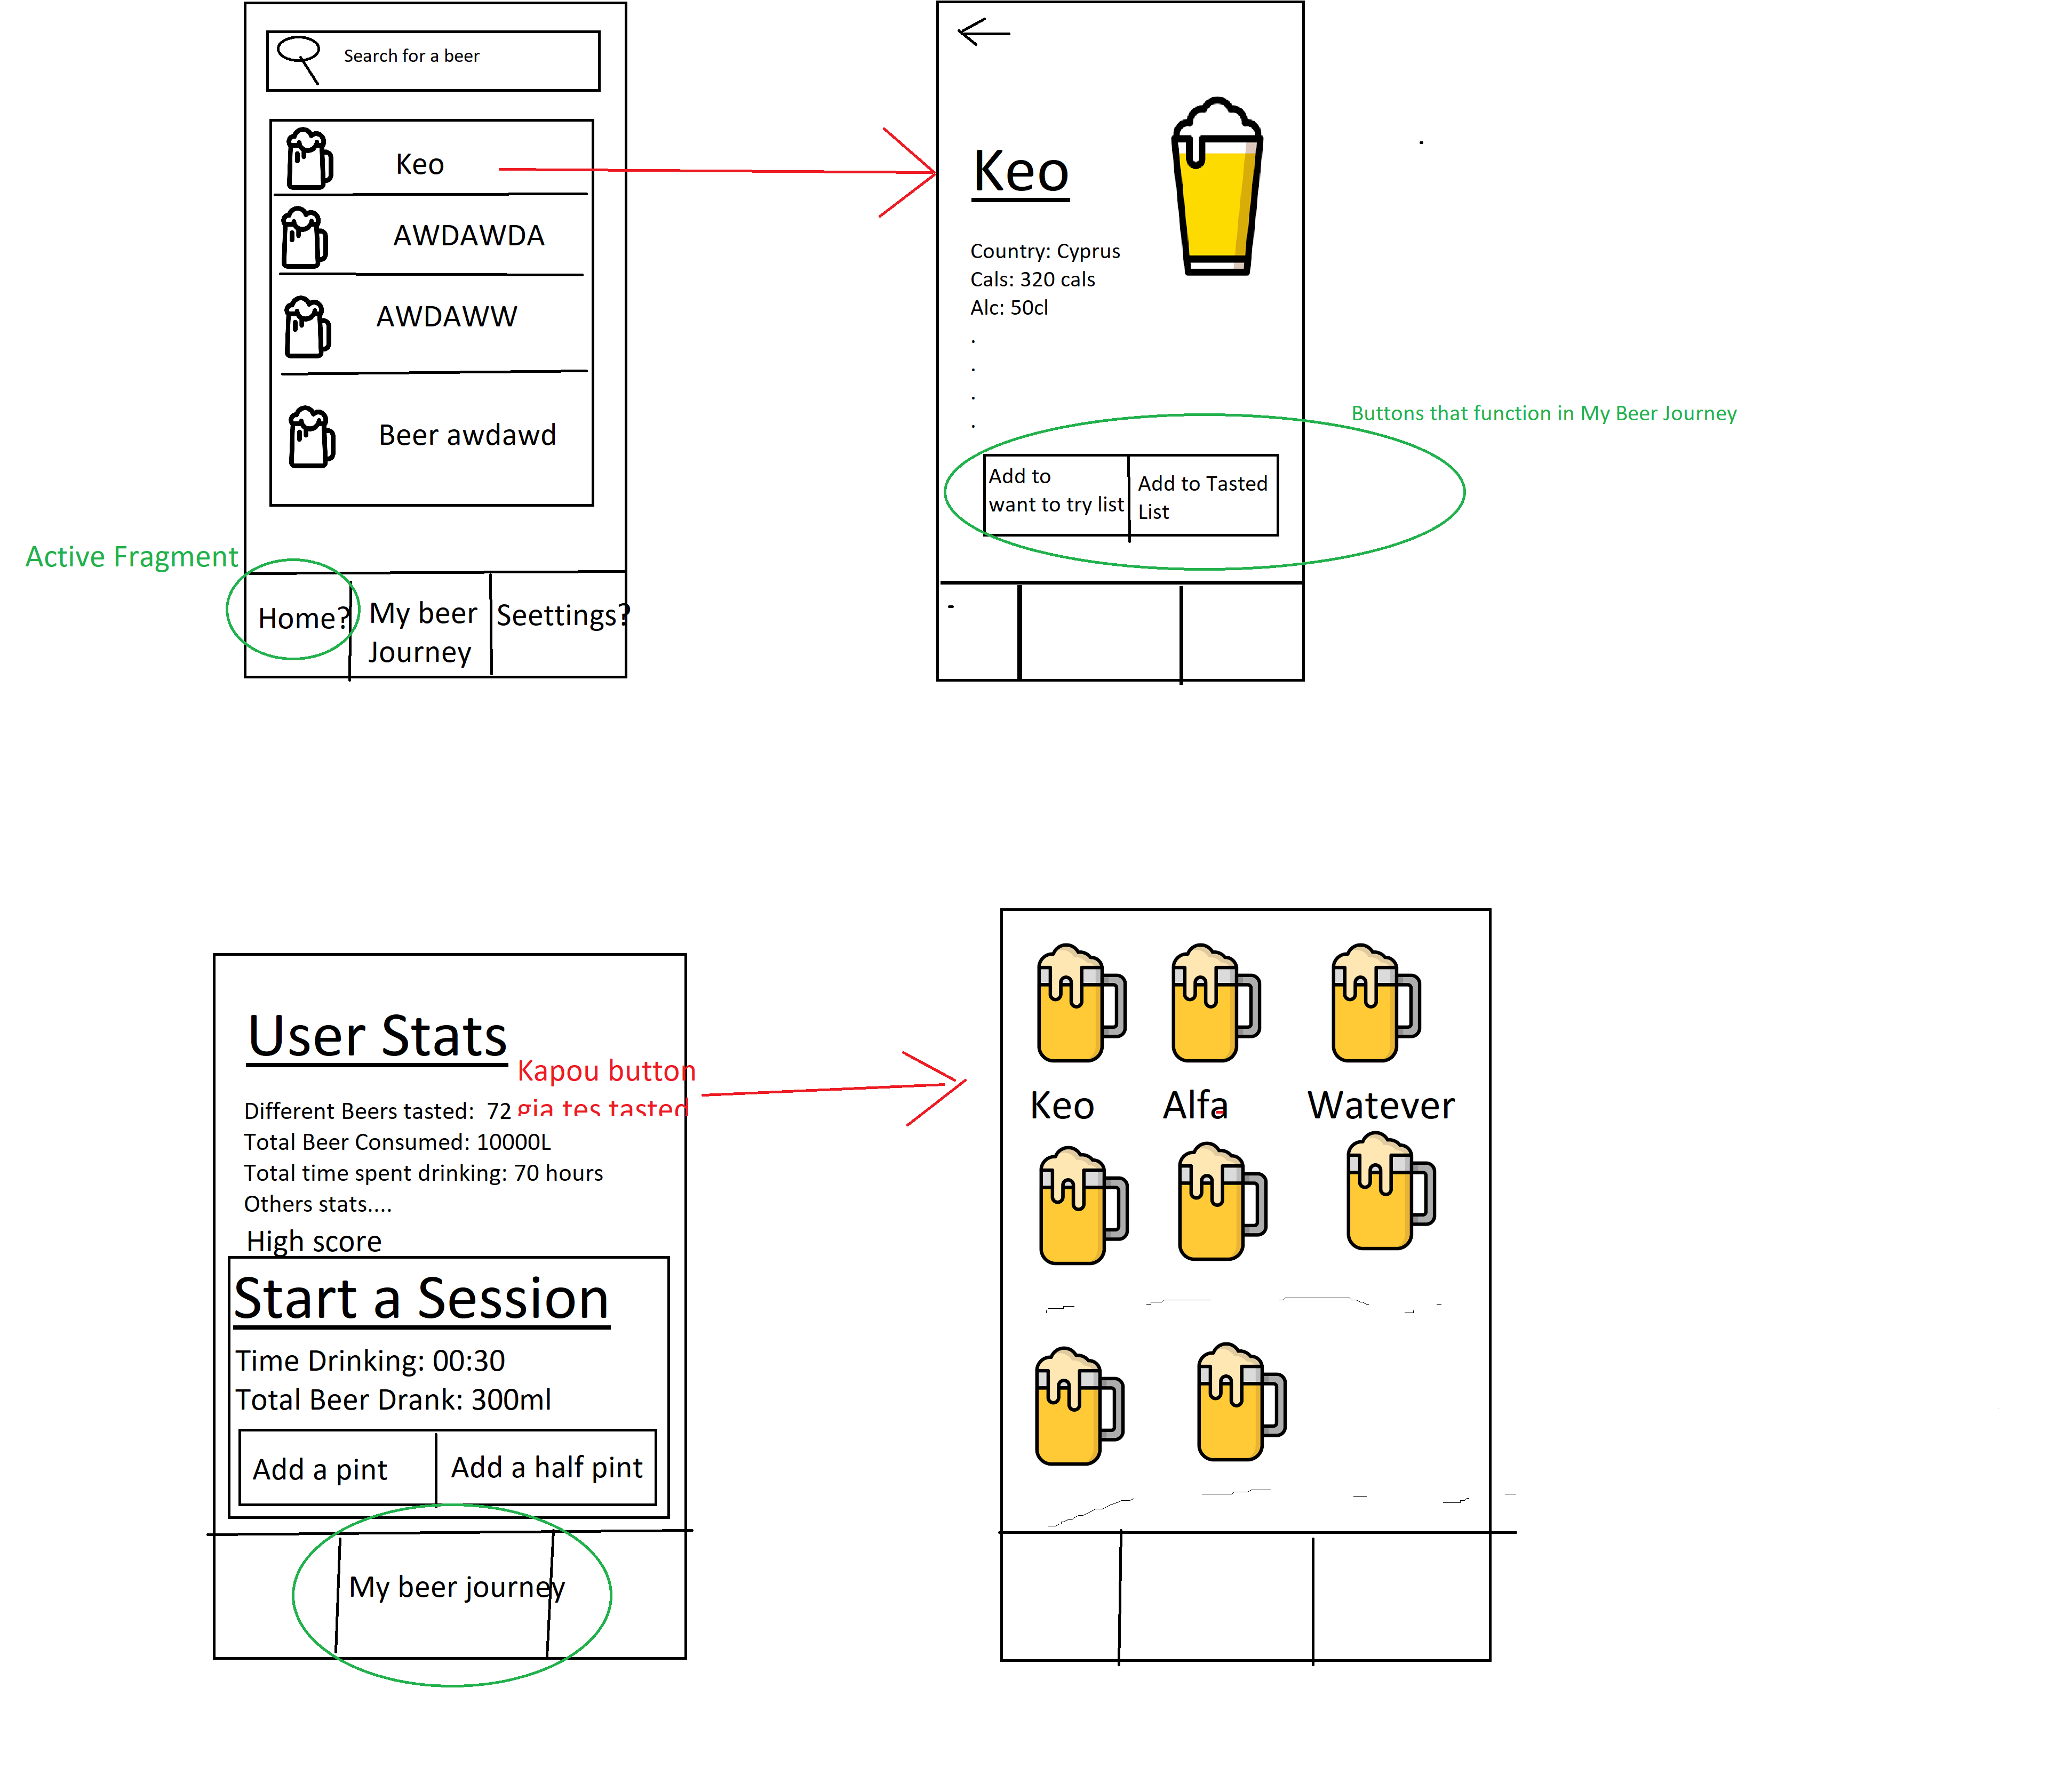 Search for a beer
Keo
AWDAWDA
AWDAWW
Beer awdawd
Active Fragment
Home?
My beer
Journey
Seettings?
Keo
Country: Cyprus
Cals: 320 cals
Alc: 50cl
.
.
.
.
Buttons that function in My Beer Journey
Add to
want to try list
Add to Tasted
List
User Stats
Kapou button
gia tes tasted
Different Beers tasted: 72
Total Beer Consumed: 10000L
Total time spent drinking: 70 hours
Others stats....
High score
Start a Session
Time Drinking: 00:30
Total Beer Drank: 300ml
Add a pint
Add a half pint
My beer journey
Keo
Alfa
Watever